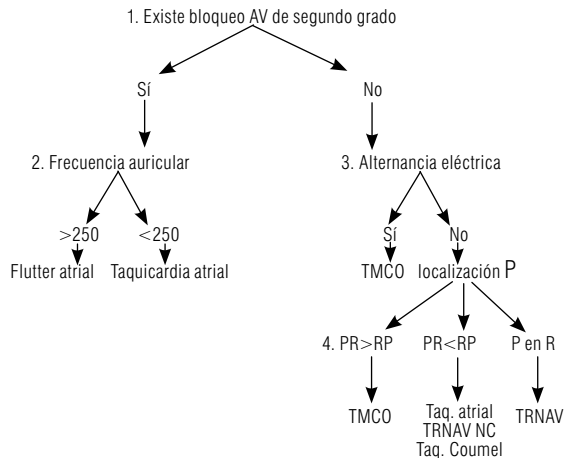 1. Existe bloqueo AV de segundo grado
Sí
No
2. Frecuencia auricular
3. Alternancia eléctrica
>250
<250
Sí
No
Flutter atrial
Taquicardia atrial
TMCO
localización P
4. PR>RP
PR<RP
P en R
TMCO
Taq. atrial
TRNAV NC
Taq. Coumel
TRNAV